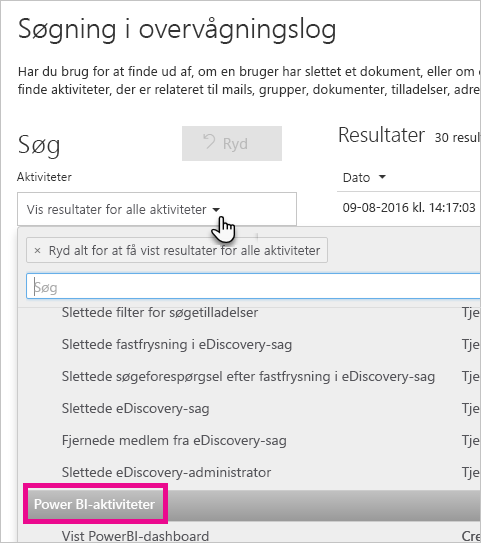 Søgning i overvågningslog
Har du brug for at finde ud af, om en bruger har slettet et dokument, eller om
finde aktiviteter, der er relateret til mails, grupper, dokumenter, tilladelser, adre
Søg
Ryd
Aktiviteter
Vis resultater for alle aktiviteter
Resultater 30 resul
Dato
09-08-2016 kl. 14:17:03
× Ryd alt for at få vist resultater for alle aktiviteter
Søg
Slettede filter for søgetilladelser Tje
Slettede fastfrysning i eDiscovery-sag Tje
Slettede søgeforespørgsel efter fastfrysning i eDiscovery-sag Tje
Slettede eDiscovery-sag Tje
Fjernede medlem fra eDiscovery-sag Tje
Slettede eDiscovery-administrator Tje
Power BI-aktiviteter
Vist PowerBI-dashboard Cre